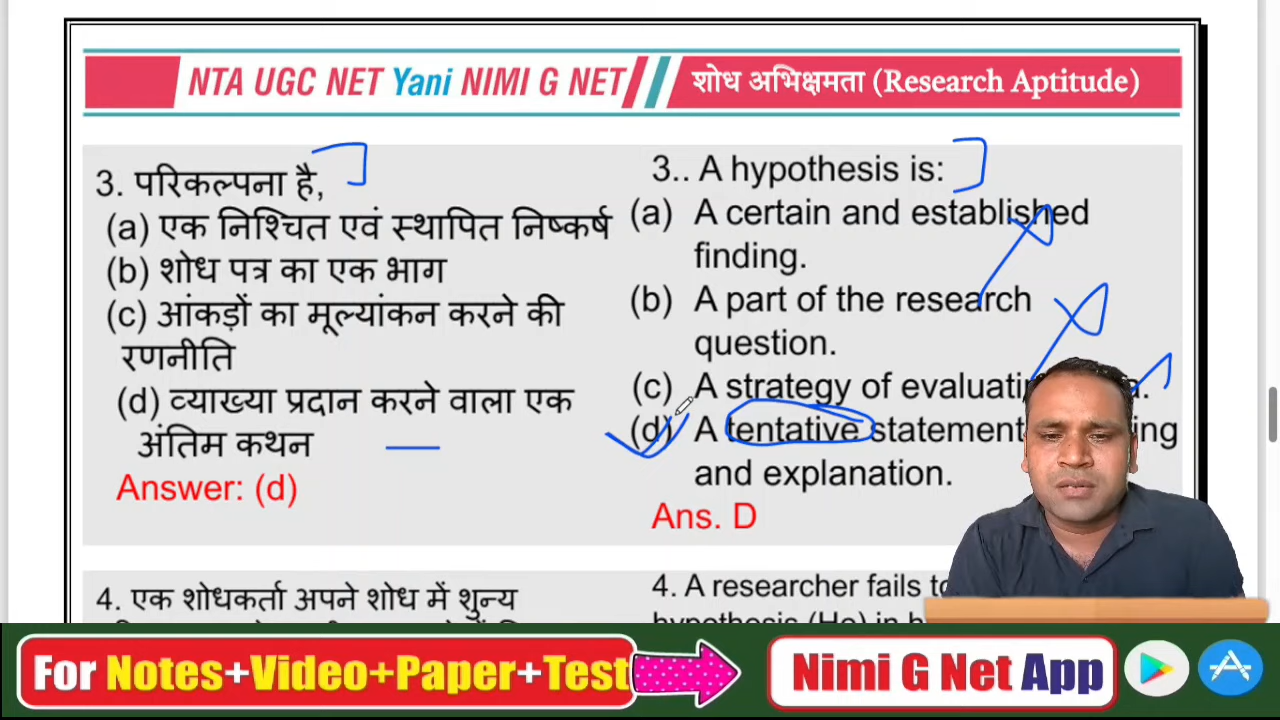 NTA UGC NET Yani NIMI G NET
शोध अभिक्षमता (Research Aptitude)
3. परिकल्पना है,
(a) एक निश्चित एवं स्थापित निष्कर्ष
(b) शोध पत्र का एक भाग
(c) आंकड़ों का मूल्यांकन करने की
रणनीति
(d) व्याख्या प्रदान करने वाला एक
अंतिम कथन
Answer: (d)
3.. A hypothesis is:
(a) A certain and established
finding.
(b) A part of the research
question.
(c) A strategy of
(d) A tentative statement
and explanation.
Ans. D
4. एक शोधकर्ता अपने शोध में शून्य
4. A researcher fails
For Notes+Video+Paper+Test
Nimi G Net App